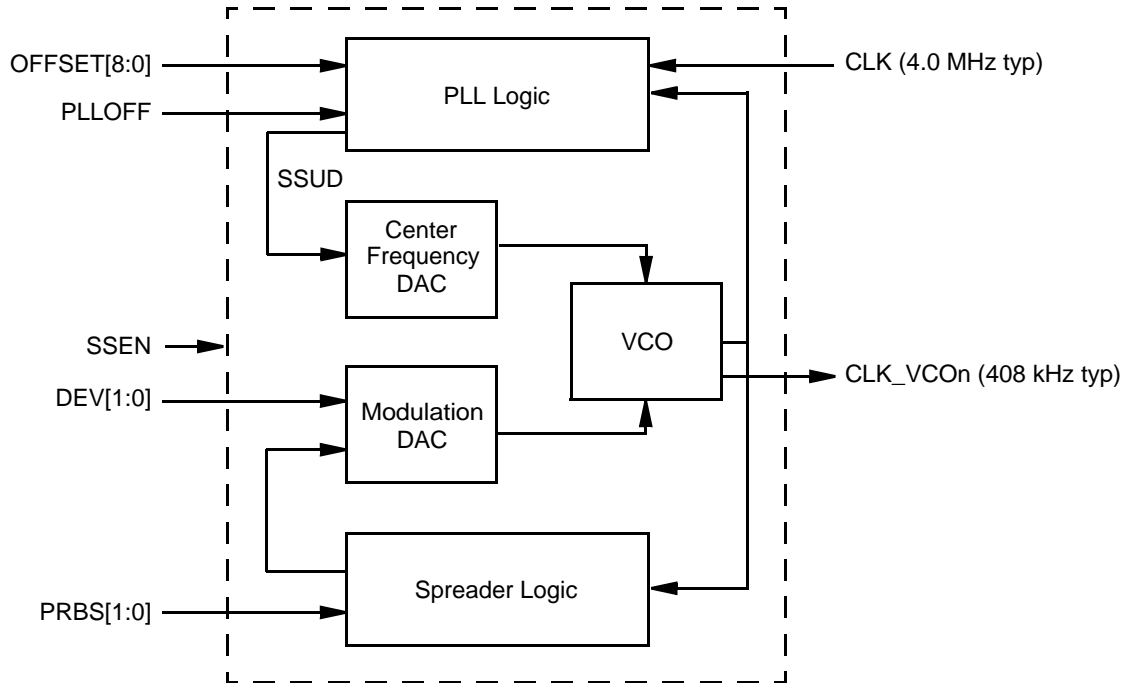 OFFSET[8:0]
PLLOFF
PLL Logic
CLK (4.0 MHz typ)
SSUD
Center
Frequency
DAC
SSEN
VCO
DEV[1:0]
Modulation
DAC
CLK_VCOn (408 kHz typ)
Spreader Logic
PRBS[1:0]